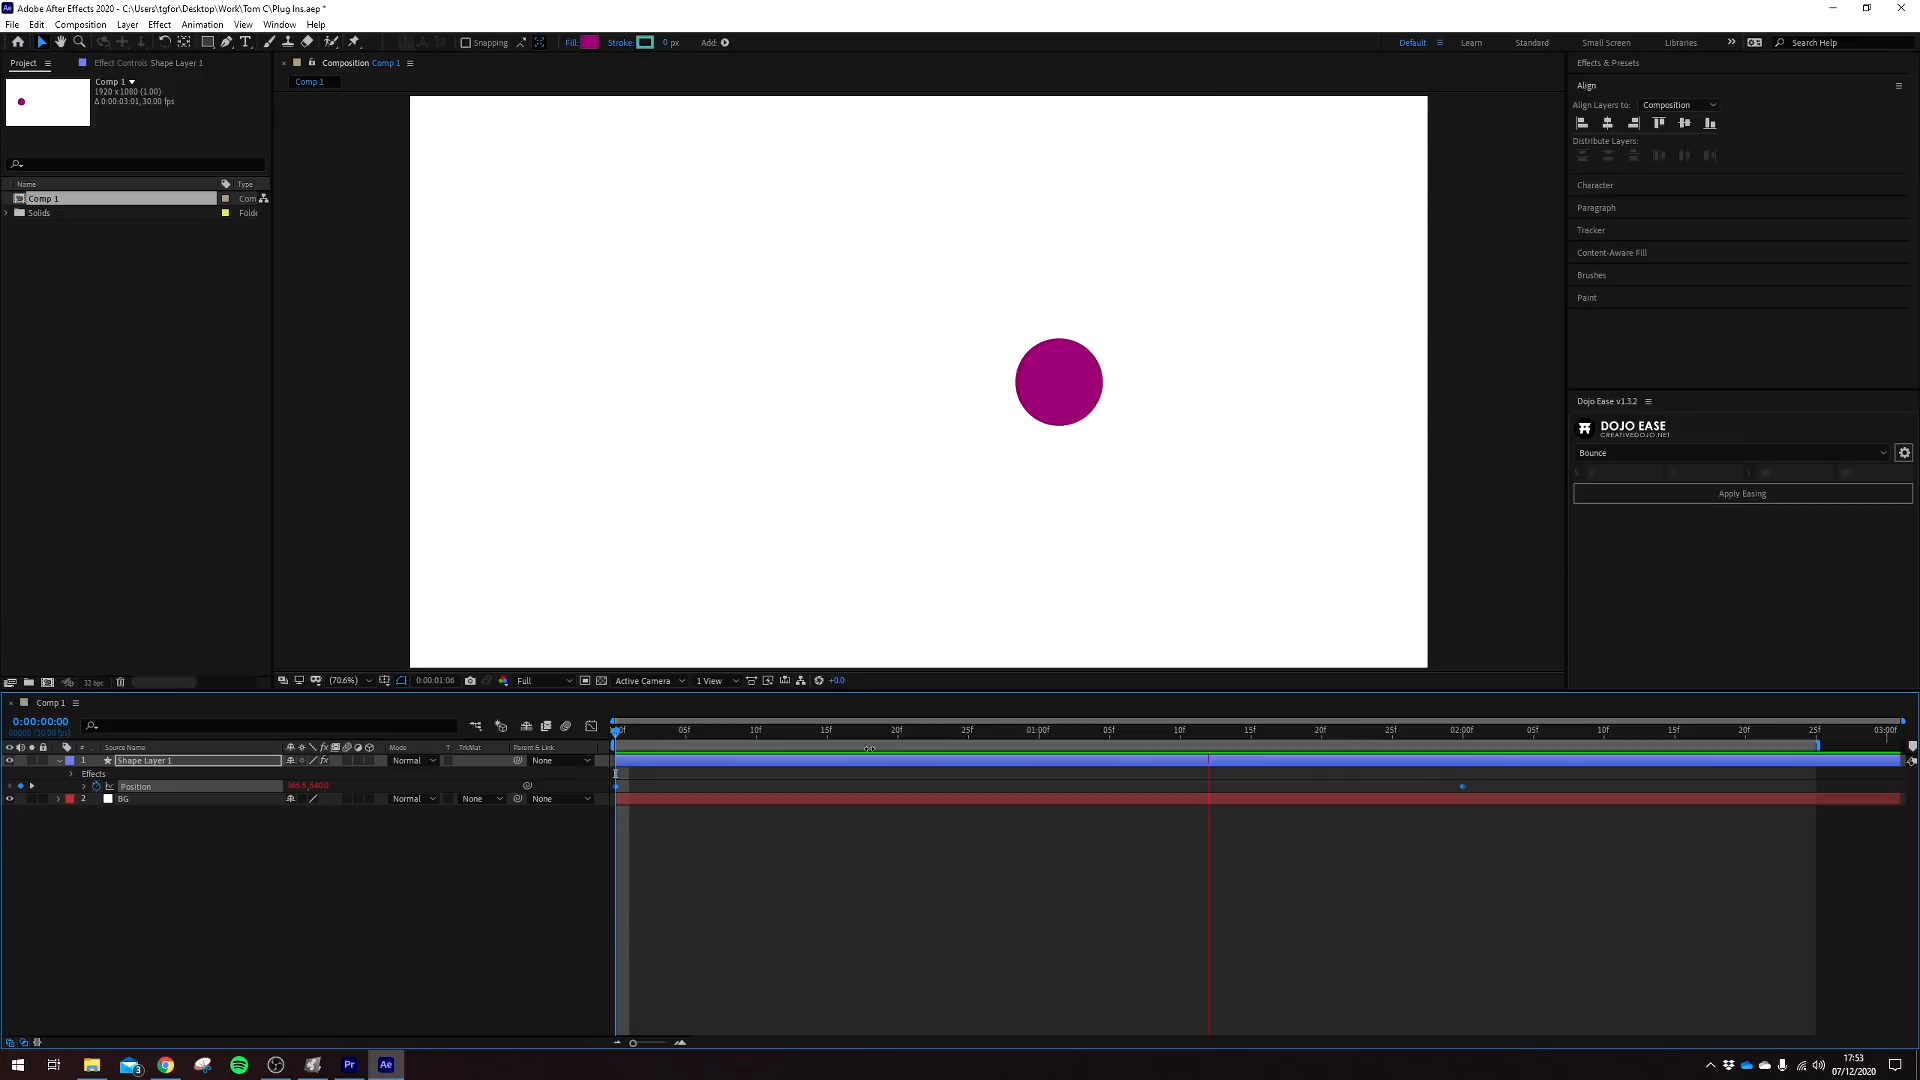 Adobe After Effects 2020 - C:\Users\tgfor\Desktop\Work\Tom C\Plug Ins.aep *
File Edit Composition Layer Effect Animation View Window Help
Snapping Fill: Stroke: 0 px Add: Default Learn Standard Small Screen Libraries Search Help
Project Effect Controls Shape Layer 1 Composition Comp 1 Effects & Presets
Comp 1
1920 x 1080 (1.00)
Δ 0:00:03:01, 30.00 fps
Comp 1
Align
Align Layers to: Composition
Distribute Layers:
Name Type
Comp 1 Com
Solids Folde
Character
Paragraph
Tracker
Content-Aware Fill
Brushes
Paint
Dojo Ease v1.3.2
DOJO EASE
CREATIVEDOJO.NET
Bounce
Apply Easing
32 bpc (70.6%) 0:00:01:06 Full Active Camera 1 View +0.0
Comp 1
0:00:00:00
00000 (30.00 fps)
05f 10f 15f 20f 25f 01:00f 05f 10f 15f 20f 25f 02:00f 05f 10f 15f 20f 25f 03:00f
# Source Name Mode T .TrkMat Parent & Link
1 Shape Layer 1 Normal None
Effects
Position 365.5, 540.0
2 BG Normal None None
3 Pr Ae
17:53
07/12/2020